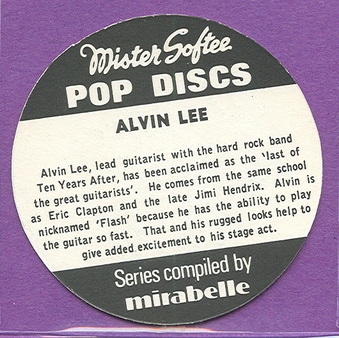 Mister Softee
POP DISCS
ALVIN LEE
Alvin Lee, lead guitarist with the hard rock band
Ten Years After, has been acclaimed as the 'last of
the great guitarists'. He comes from the same school
as Eric Clapton and the late Jimi Hendrix. Alvin is
nicknamed 'Flash' because he has the ability to play
the guitar so fast. That and his rugged looks help to
give added excitement to his stage act.
Series compiled by
mirabelle